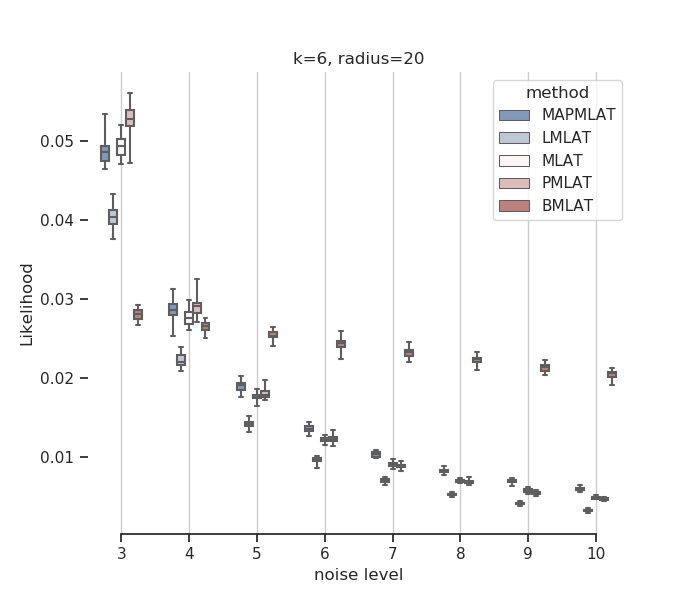 k=6, radius=20
method
MAPMLAT
LMLAT
MLAT
PMLAT
BMLAT
0.05
0.04
0.03
0.02
0.01
Likelihood
3 4 5 6 7 8 9 10
noise level